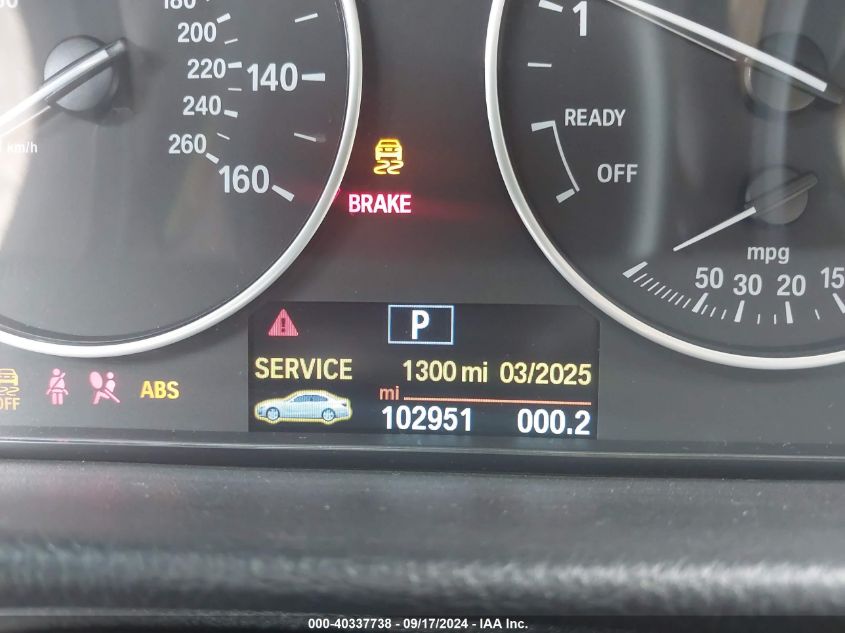 180
200
220
140
240
260
160
km/h
BRAKE
1
READY
OFF
mpg
50 30 20 15
P
SERVICE 1300 mi 03/2025
mi
102951 000.2
OFF
ABS
000-40337738 - 09/17/2024 - IAA Inc.